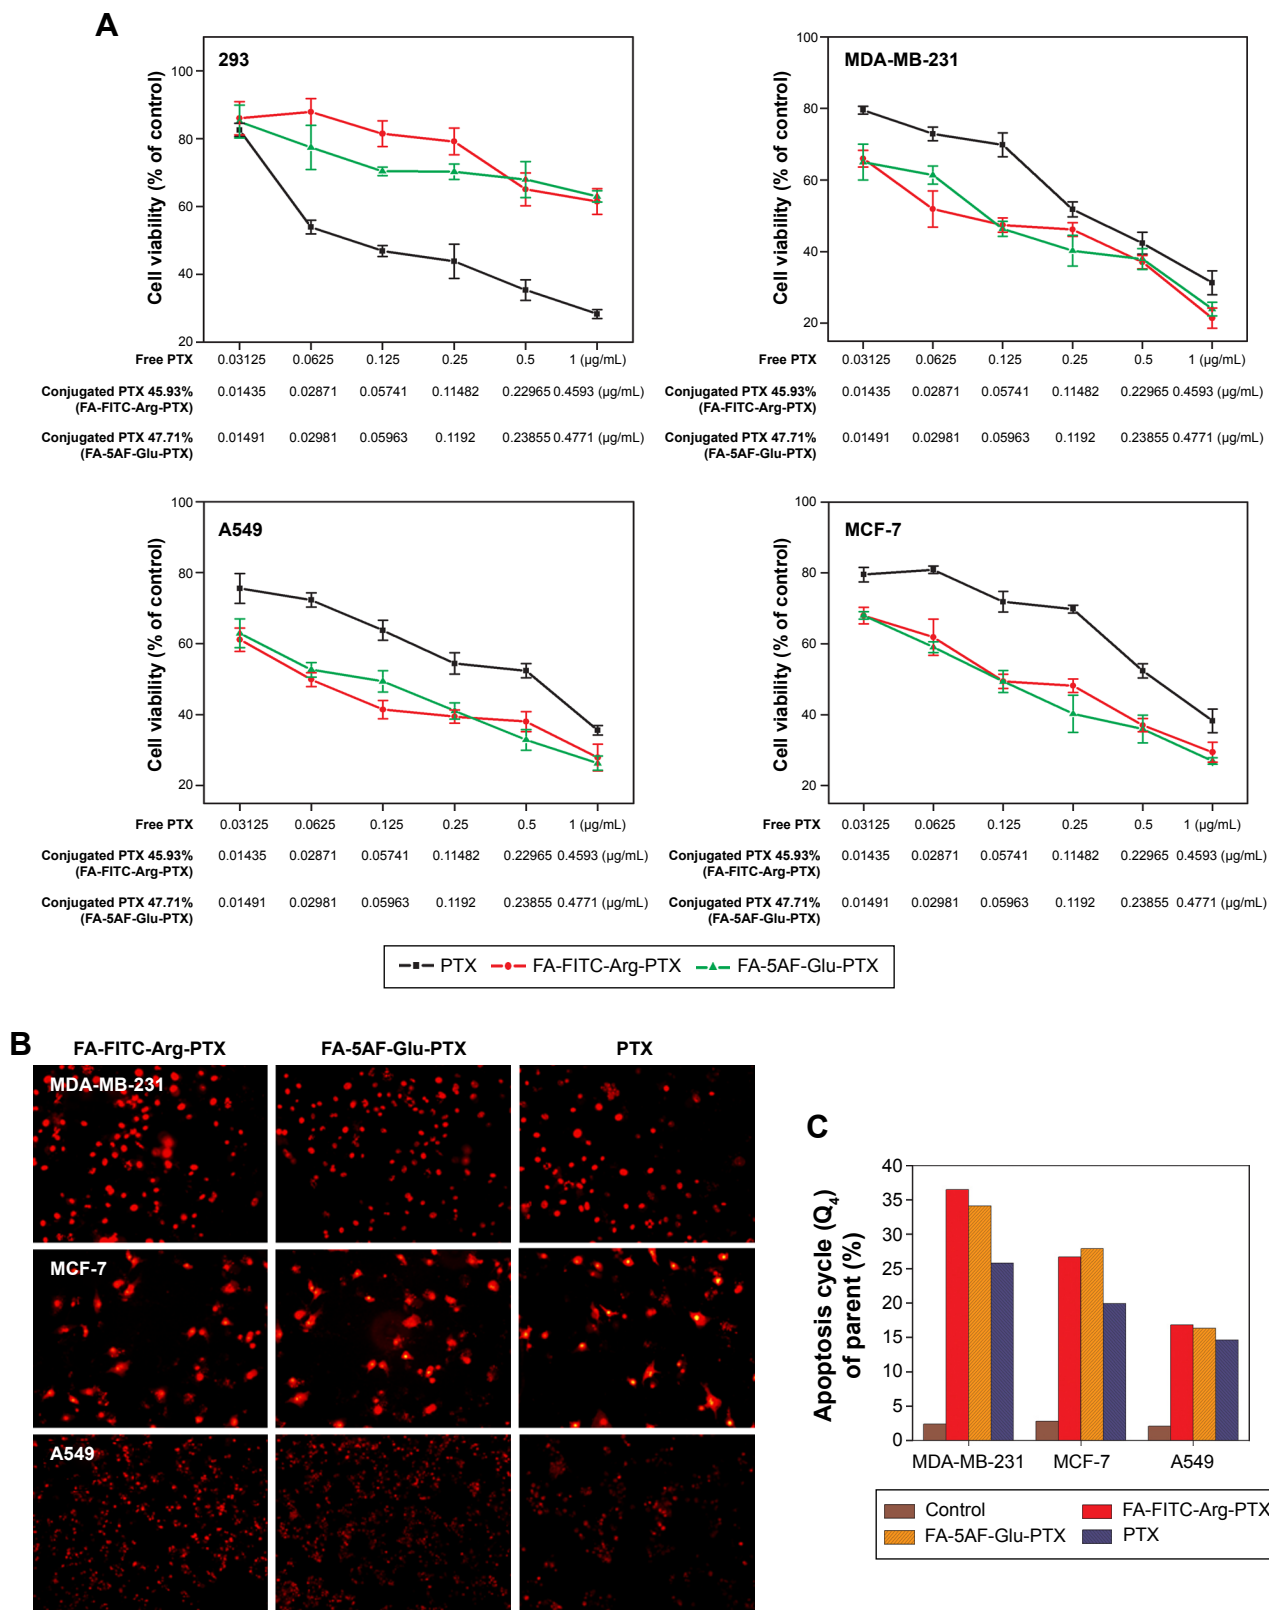 A
293
Cell viability (% of control)
100
80
60
40
20
Free PTX 0.03125 0.0625 0.125 0.25 0.5 1 (µg/mL)
Conjugated PTX 45.93% 0.01435 0.02871 0.05741 0.11482 0.22965 0.4593 (µg/mL)
(FA-FITC-Arg-PTX)
Conjugated PTX 47.71% 0.01491 0.02981 0.05963 0.1192 0.23855 0.4771 (µg/mL)
(FA-5AF-Glu-PTX)
MDA-MB-231
Cell viability (% of control)
100
80
60
40
20
Free PTX 0.03125 0.0625 0.125 0.25 0.5 1 (µg/mL)
Conjugated PTX 45.93% 0.01435 0.02871 0.05741 0.11482 0.22965 0.4593 (µg/mL)
(FA-FITC-Arg-PTX)
Conjugated PTX 47.71% 0.01491 0.02981 0.05963 0.1192 0.23855 0.4771 (µg/mL)
(FA-5AF-Glu-PTX)
A549
Cell viability (% of control)
100
80
60
40
20
Free PTX 0.03125 0.0625 0.125 0.25 0.5 1 (µg/mL)
Conjugated PTX 45.93% 0.01435 0.02871 0.05741 0.11482 0.22965 0.4593 (µg/mL)
(FA-FITC-Arg-PTX)
Conjugated PTX 47.71% 0.01491 0.02981 0.05963 0.1192 0.23855 0.4771 (µg/mL)
(FA-5AF-Glu-PTX)
MCF-7
Cell viability (% of control)
100
80
60
40
20
Free PTX 0.03125 0.0625 0.125 0.25 0.5 1 (µg/mL)
Conjugated PTX 45.93% 0.01435 0.02871 0.05741 0.11482 0.22965 0.4593 (µg/mL)
(FA-FITC-Arg-PTX)
Conjugated PTX 47.71% 0.01491 0.02981 0.05963 0.1192 0.23855 0.4771 (µg/mL)
(FA-5AF-Glu-PTX)
PTX FA-FITC-Arg-PTX FA-5AF-Glu-PTX
B
FA-FITC-Arg-PTX FA-5AF-Glu-PTX PTX
MDA-MB-231
MCF-7
A549
C
Apoptosis cycle (Q4)
of parent (%)
40
35
30
25
20
15
10
5
0
MDA-MB-231 MCF-7 A549
Control FA-FITC-Arg-PTX
FA-5AF-Glu-PTX PTX